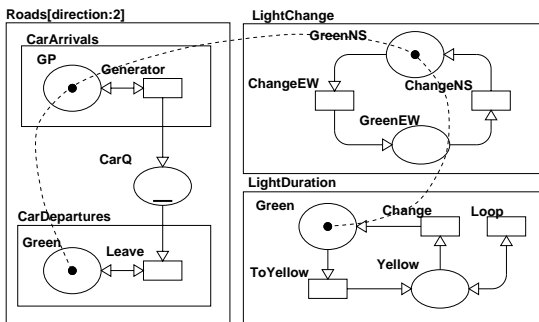 Roads[direction:2]
CarArrivals
GP
Generator
CarQ
CarDepartures
Green
Leave
LightChange
GreenNS
ChangeEW
ChangeNS
GreenEW
LightDuration
Green
Change
Loop
ToYellow
Yellow